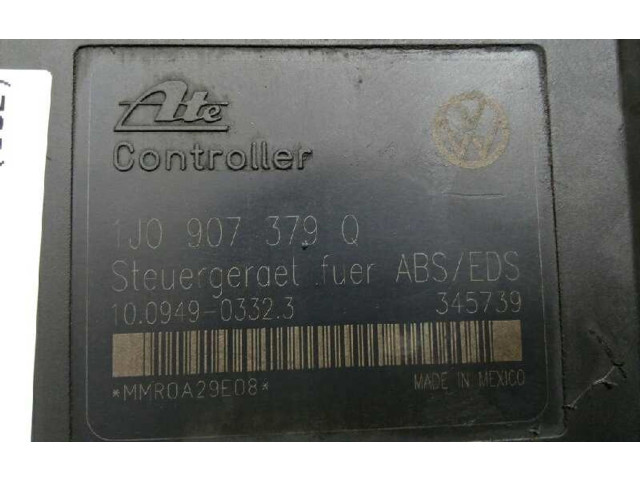 Ate
Controller
1J0 907 379 Q
Steuergeraet fuer ABS/EDS
10.0949-0332.3 345739
*MMR0A29E08* MADE IN MEXICO